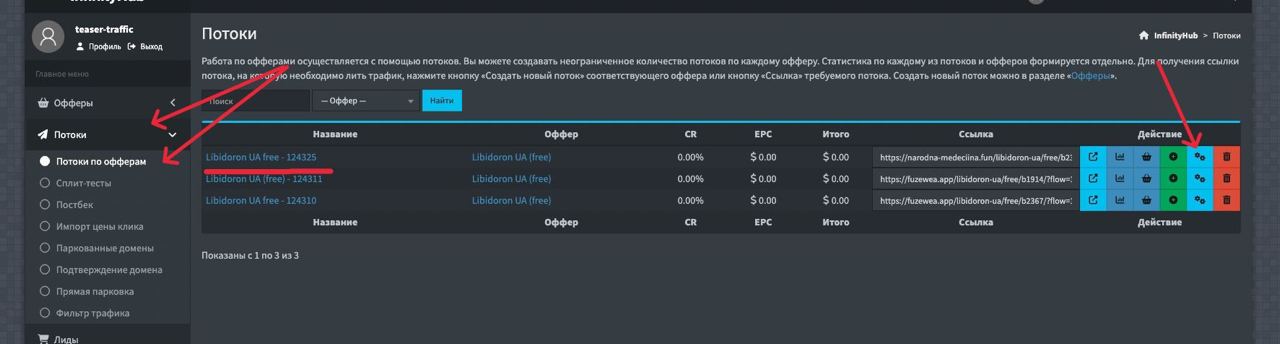 InfinityHub
teaser-traffic
Профиль Выход
Главное меню
Офферы
Потоки
Потоки по офферам
Сплит-тесты
Постбек
Импорт цены клика
Паркованные домены
Подтверждение домена
Прямая парковка
Фильтр трафика
Лиды
Потоки
InfinityHub > Потоки
Работа по офферами осуществляется с помощью потоков. Вы можете создавать неограниченное количество потоков по каждому офферу. Статистика по каждому из потоков и офферов формируется отдельно. Для получения ссылки
потока, на которую необходимо лить трафик, нажмите кнопку «Создать новый поток» соответствующего оффера или кнопку «Ссылка» требуемого потока. Создать новый поток можно в разделе «Офферы».
Поиск — Оффер — Найти
Название Оффер CR EPC Итого Ссылка Действие
Libidoron UA free - 124325 Libidoron UA (free) 0.00% $ 0.00 $ 0.00 https://narodna-medeciina.fun/libidoron-ua/free/b23
Libidoron UA (free) - 124311 Libidoron UA (free) 0.00% $ 0.00 $ 0.00 https://fuzewea.app/libidoron-ua/free/b1914/?flow=
Libidoron UA free - 124310 Libidoron UA (free) 0.00% $ 0.00 $ 0.00 https://fuzewea.app/libidoron-ua/free/b2367/?flow=
Название Оффер CR EPC Итого Ссылка Действие
Показаны с 1 по 3 из 3